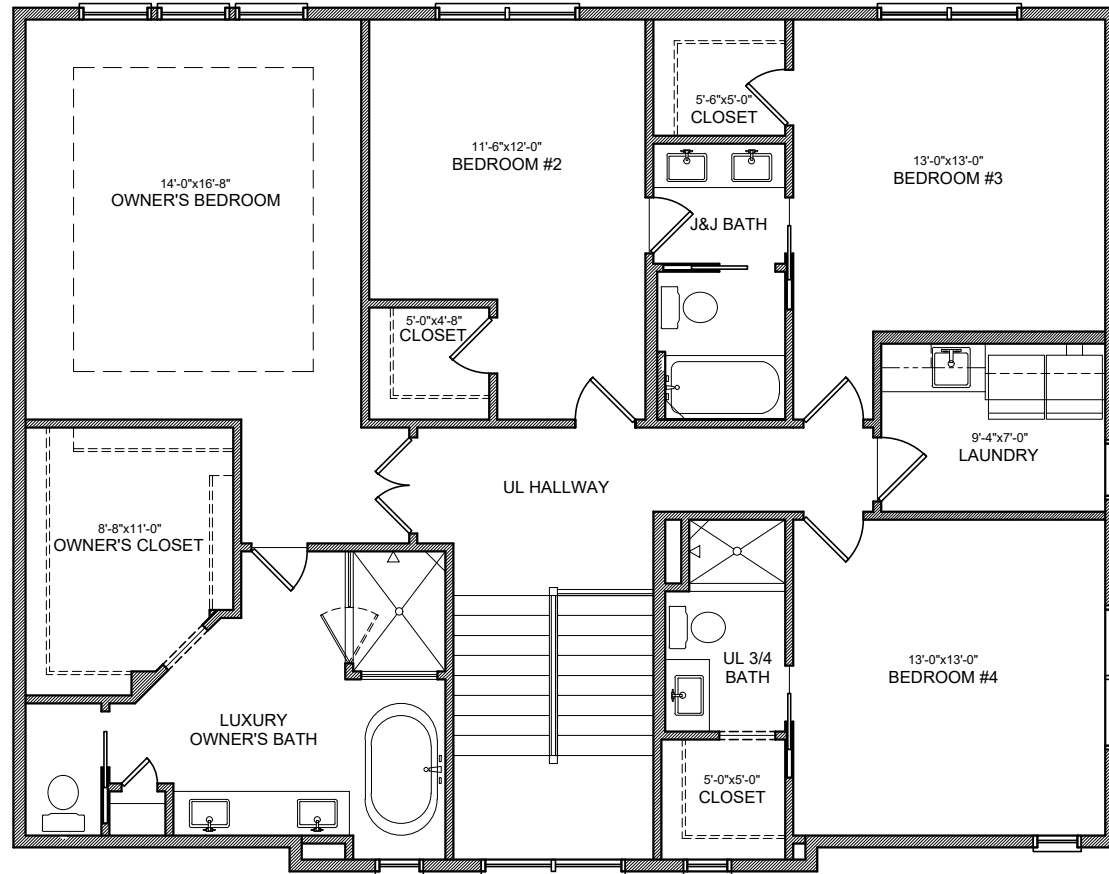 5'-6"x5'-0"
CLOSET
11'-6"x12'-0"
BEDROOM #2
13'-0"x13'-0"
BEDROOM #3
14'-0"x16'-8"
OWNER'S BEDROOM
J&J BATH
5'-0"x4'-8"
CLOSET
9'-4"x7'-0"
LAUNDRY
UL HALLWAY
8'-8"x11'-0"
OWNER'S CLOSET
UL 3/4
BATH
13'-0"x13'-0"
BEDROOM #4
LUXURY
OWNER'S BATH
5'-0"x5'-0"
CLOSET